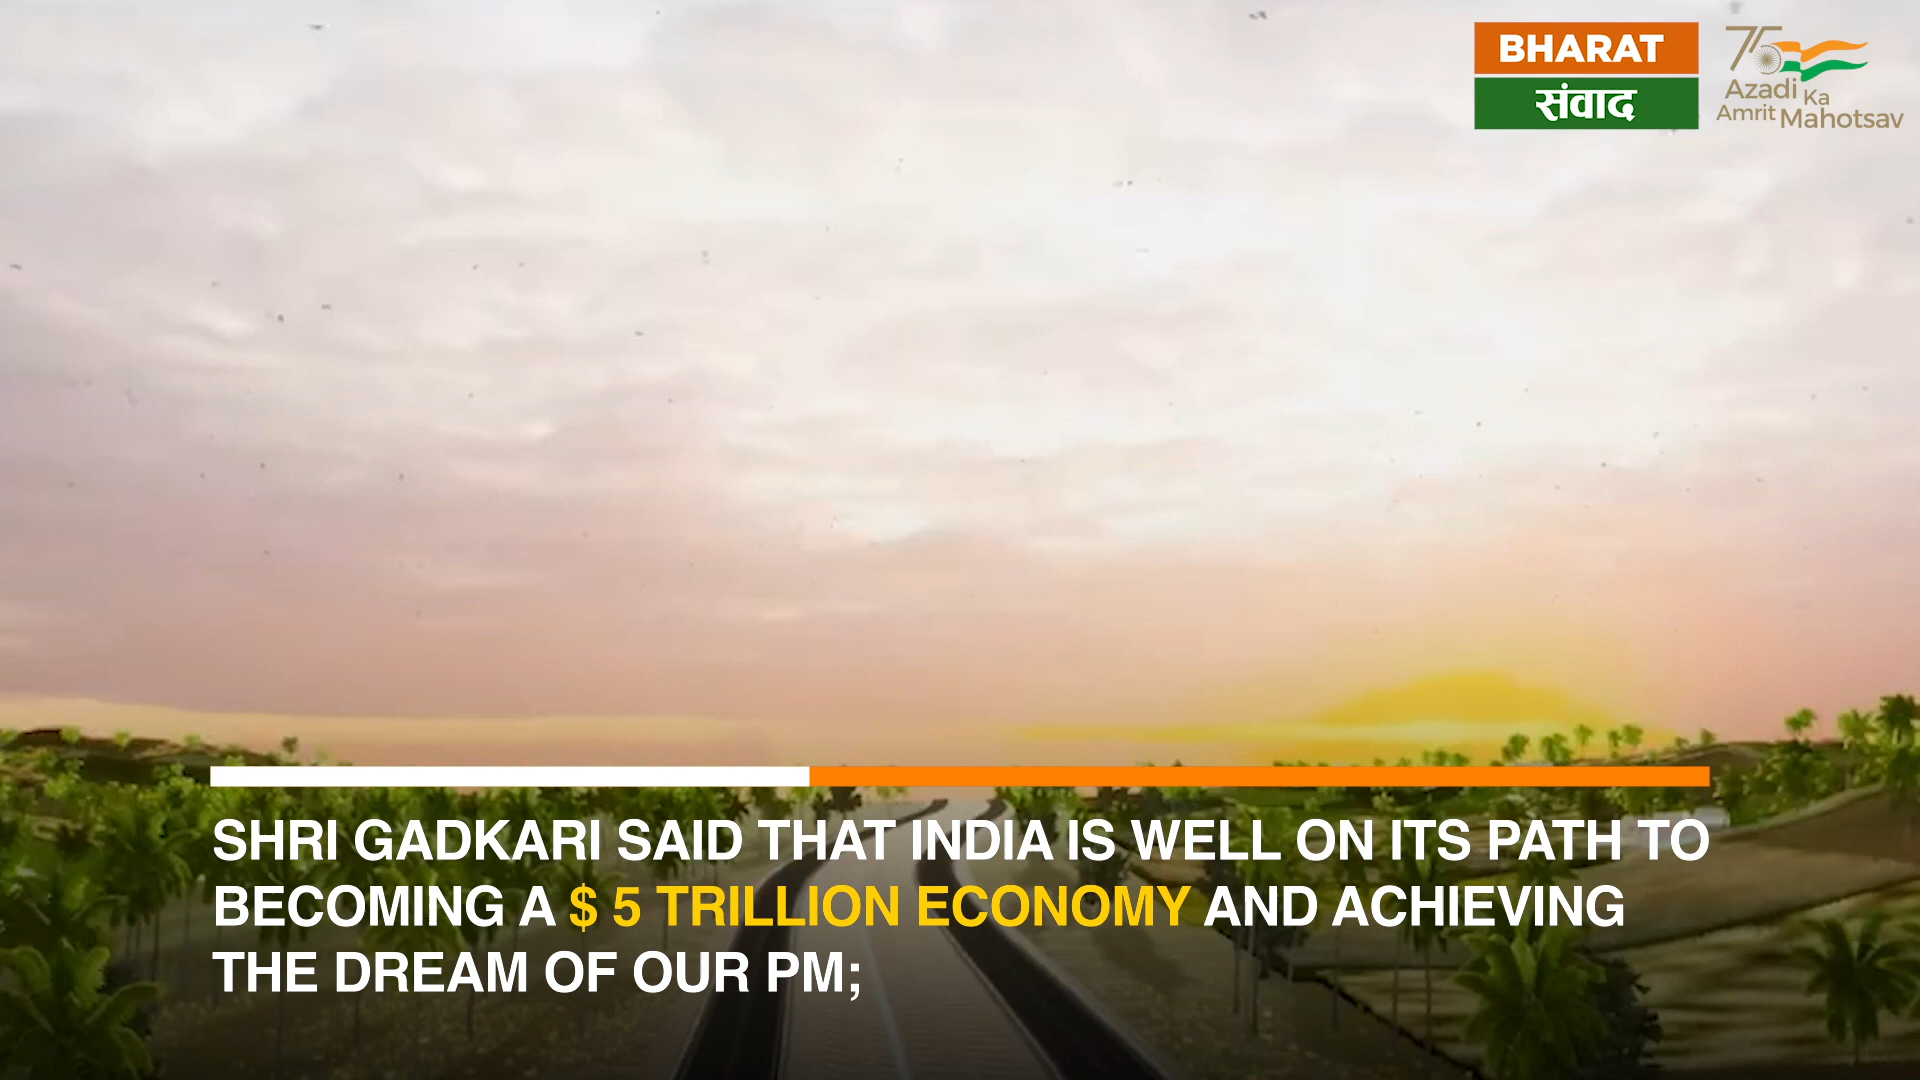 BHARAT
संवाद
75
Azadi Ka
Amrit Mahotsav
SHRI GADKARI SAID THAT INDIA IS WELL ON ITS PATH TO
BECOMING A $ 5 TRILLION ECONOMY AND ACHIEVING
THE DREAM OF OUR PM;